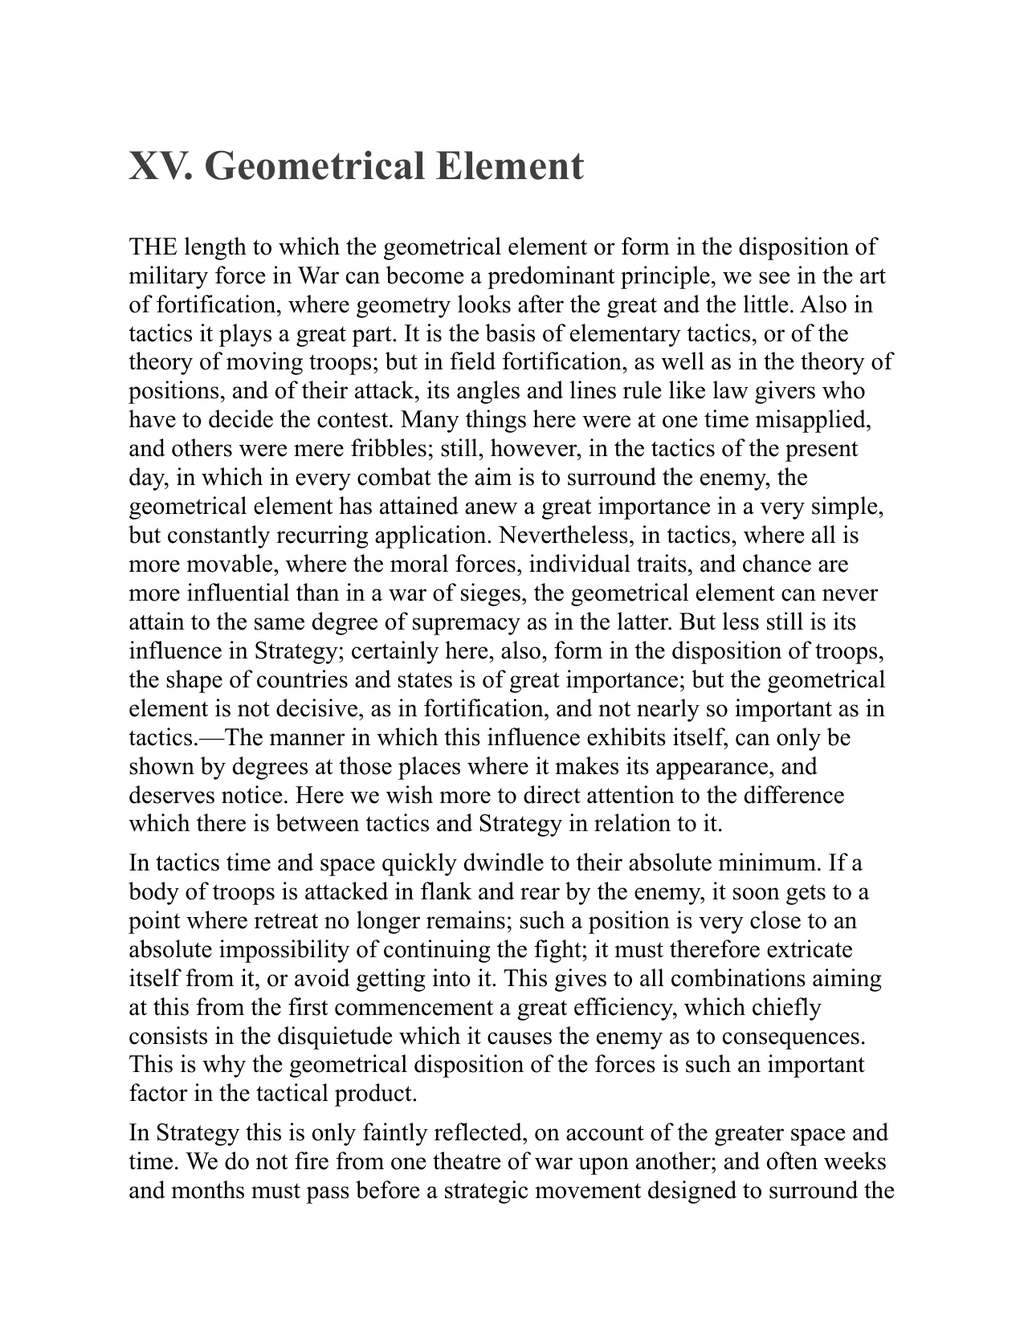 XV. Geometrical Element
THE length to which the geometrical element or form in the disposition of
military force in War can become a predominant principle, we see in the art
of fortification, where geometry looks after the great and the little. Also in
tactics it plays a great part. It is the basis of elementary tactics, or of the
theory of moving troops; but in field fortification, as well as in the theory of
positions, and of their attack, its angles and lines rule like law givers who
have to decide the contest. Many things here were at one time misapplied,
and others were mere fribbles; still, however, in the tactics of the present
day, in which in every combat the aim is to surround the enemy, the
geometrical element has attained anew a great importance in a very simple,
but constantly recurring application. Nevertheless, in tactics, where all is
more movable, where the moral forces, individual traits, and chance are
more influential than in a war of sieges, the geometrical element can never
attain to the same degree of supremacy as in the latter. But less still is its
influence in Strategy; certainly here, also, form in the disposition of troops,
the shape of countries and states is of great importance; but the geometrical
element is not decisive, as in fortification, and not nearly so important as in
tactics.—The manner in which this influence exhibits itself, can only be
shown by degrees at those places where it makes its appearance, and
deserves notice. Here we wish more to direct attention to the difference
which there is between tactics and Strategy in relation to it.
In tactics time and space quickly dwindle to their absolute minimum. If a
body of troops is attacked in flank and rear by the enemy, it soon gets to a
point where retreat no longer remains; such a position is very close to an
absolute impossibility of continuing the fight; it must therefore extricate
itself from it, or avoid getting into it. This gives to all combinations aiming
at this from the first commencement a great efficiency, which chiefly
consists in the disquietude which it causes the enemy as to consequences.
This is why the geometrical disposition of the forces is such an important
factor in the tactical product.
In Strategy this is only faintly reflected, on account of the greater space and
time. We do not fire from one theatre of war upon another; and often weeks
and months must pass before a strategic movement designed to surround the